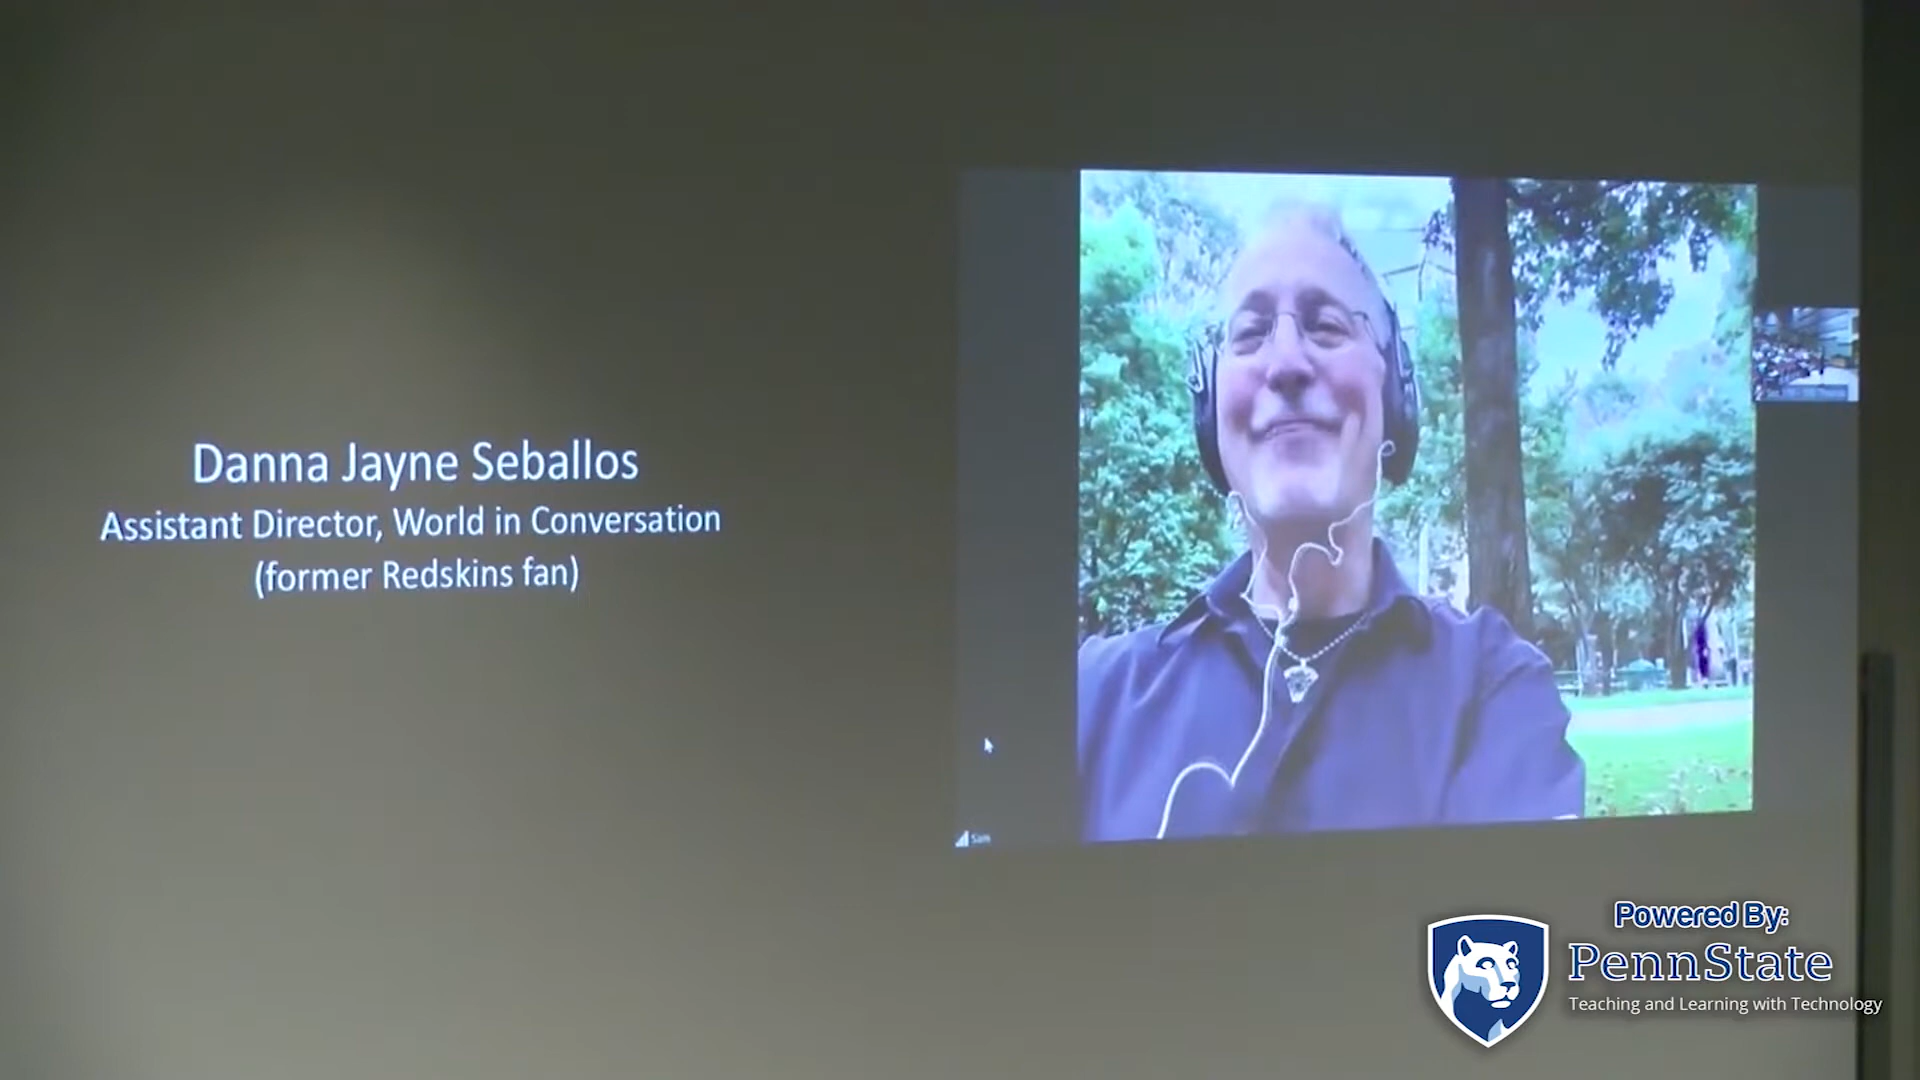 Danna Jayne Seballos
Assistant Director, World in Conversation
(former Redskins fan)
Sam
Powered By:
PennState
Teaching and Learning with Technology